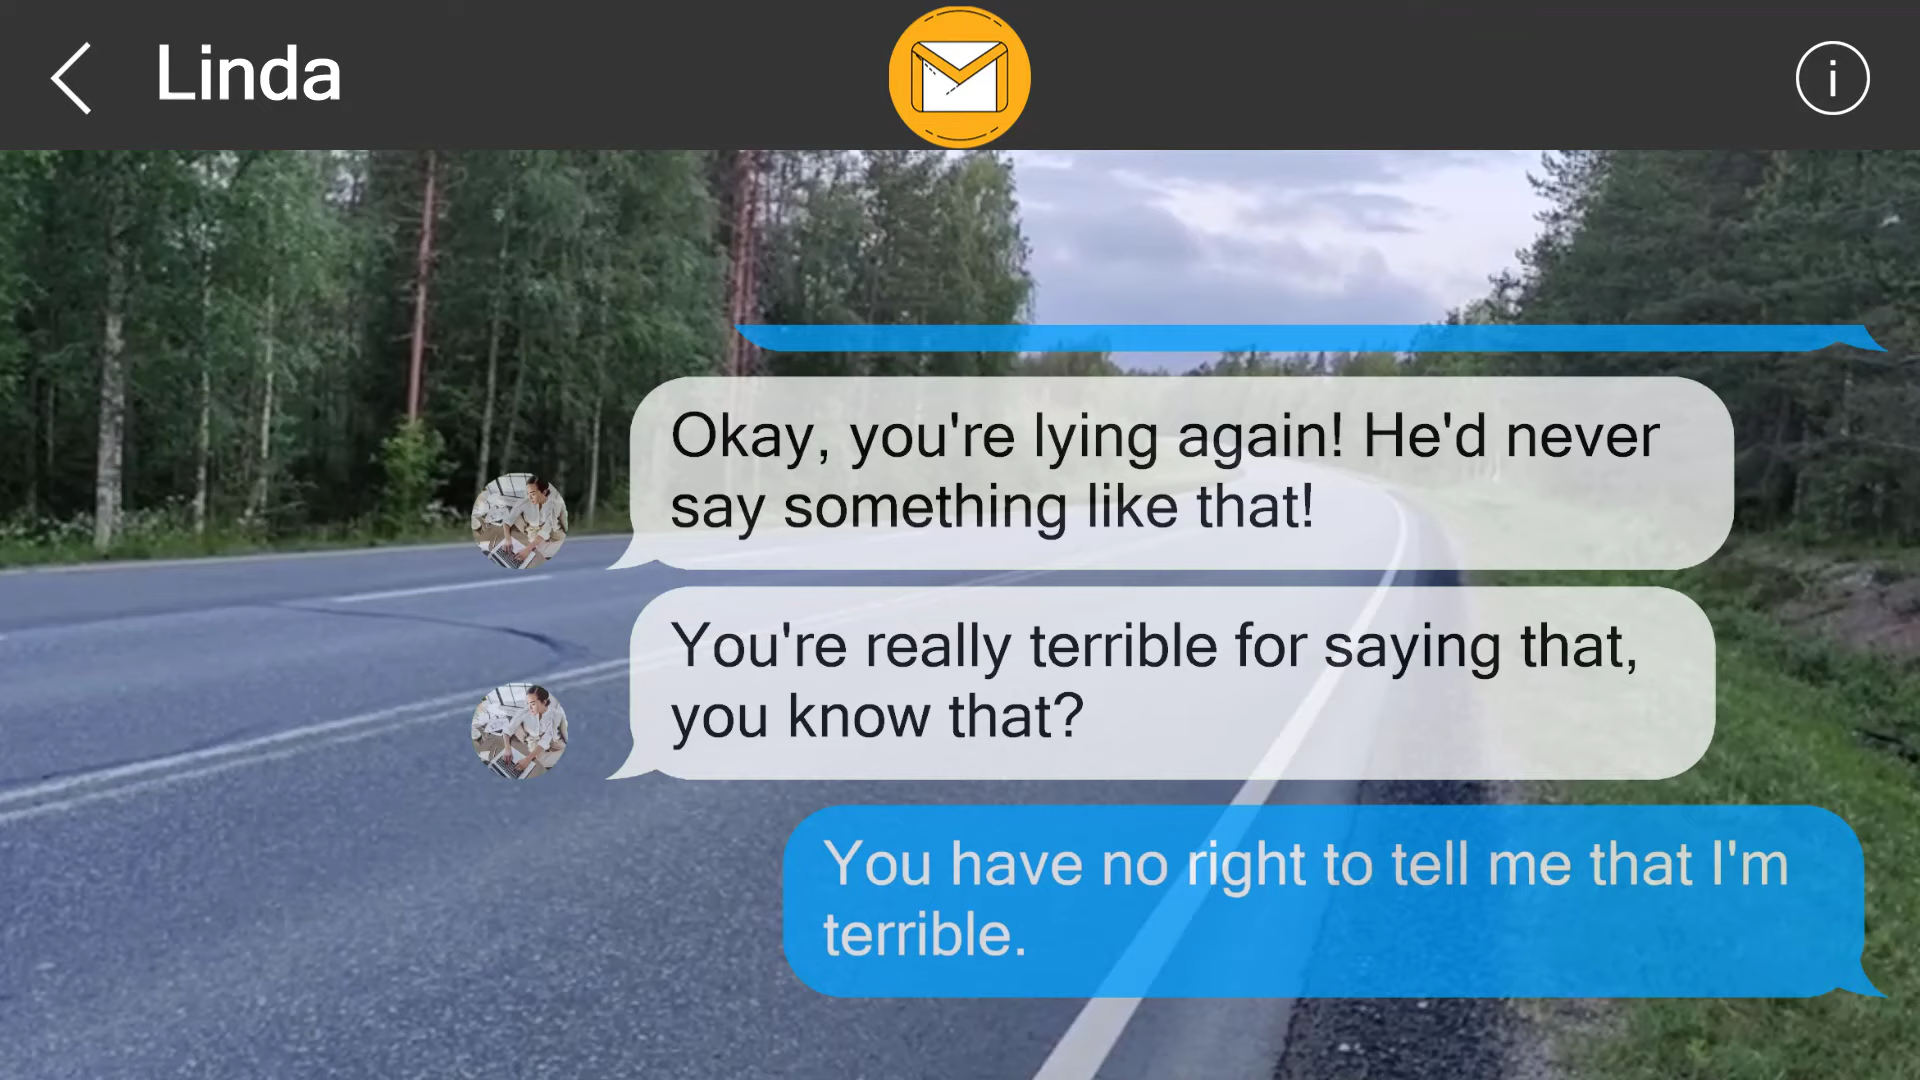 Linda
Okay, you're lying again! He'd never
say something like that!
You're really terrible for saying that,
you know that?
You have no right to tell me that I'm
terrible.